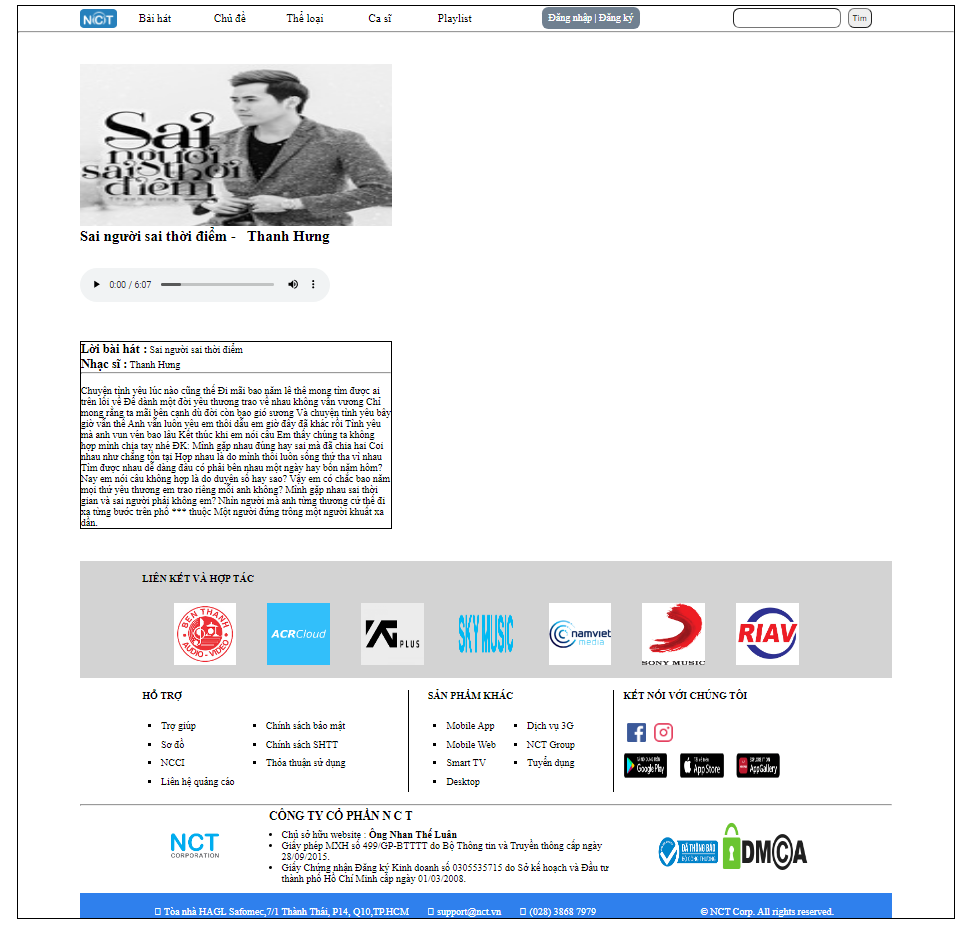 NCT Bài hát Chủ đề Thể loại Ca sĩ Playlist Đăng nhập | Đăng ký Tìm
Sai
người
sai thời
điểm
Thanh Hưng
Sai người sai thời điểm - Thanh Hưng
0:00 / 6:07
Lời bài hát : Sai người sai thời điểm
Nhạc sĩ : Thanh Hưng
Chuyện tình yêu lúc nào cũng thế Đi mãi bao năm lê thê mong tìm được ai
trên lối về Để dành một đời yêu thương trao về nhau không vấn vương Chỉ
mong rằng ta mãi bên cạnh dù đời còn bao gió sương Và chuyện tình yêu bây
giờ vẫn thế Anh vẫn luôn yêu em thôi dẫu em giờ đây đã khác rồi Tình yêu
mà anh vun vén bao lâu Kết thúc khi em nói câu Em thấy chúng ta không
hợp mình chia tay nhé ĐK: Mình gặp nhau đúng hay sai mà đã chia hai Coi
nhau như chẳng tồn tại Hợp nhau là do mình thôi luôn sống thứ tha vì nhau
Tìm được nhau dễ dàng đâu có phải bên nhau một ngày hay bốn năm hôm?
Nay em nói câu không hợp là do duyên số hay sao? Vậy em có chắc bao năm
mọi thứ yêu thương em trao riêng mỗi anh không? Mình gặp nhau sai thời
gian và sai người phải không em? Nhìn người mà anh từng thương cứ thế đi
xa từng bước trên phố *** thuộc Một người đứng trông một người khuất xa
dần.
LIÊN KẾT VÀ HỢP TÁC
BEN THANH AUDIO - VIDEO
ACRCloud
YG PLUS
SKY MUSIC
namviet media
SONY MUSIC
RIAV
HỖ TRỢ SẢN PHẨM KHÁC KẾT NỐI VỚI CHÚNG TÔI
Trợ giúp Chính sách bảo mật Mobile App Dịch vụ 3G
Sơ đồ Chính sách SHTT Mobile Web NCT Group
NCCI Thỏa thuận sử dụng Smart TV Tuyển dụng
Google Play App Store AppGallery
Liên hệ quảng cáo Desktop
CÔNG TY CỔ PHẦN N C T
NCT
CORPORATION
Chủ sở hữu website : Ông Nhan Thế Luân
Giấy phép MXH số 499/GP-BTTTT do Bộ Thông tin và Truyền thông cấp ngày
28/09/2015.
Giấy Chứng nhận Đăng ký Kinh doanh số 0305535715 do Sở kế hoạch và Đầu tư
thành phố Hồ Chí Minh cấp ngày 01/03/2008.
ĐÃ THÔNG BÁO
BỘ CÔNG THƯƠNG
DMCA
Tòa nhà HAGL Safomec,7/1 Thành Thái, P14, Q10,TP.HCM support@nct.vn (028) 3868 7979 © NCT Corp. All rights reserved.